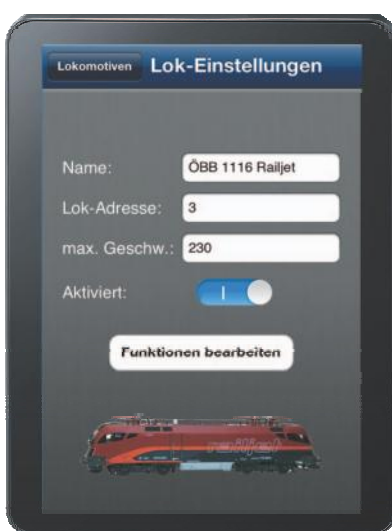 Lokomotiven Lok-Einstellungen
Name: ÖBB 1116 Railjet
Lok-Adresse: 3
max. Geschw.: 230
Aktiviert:
Funktionen bearbeiten
railjet